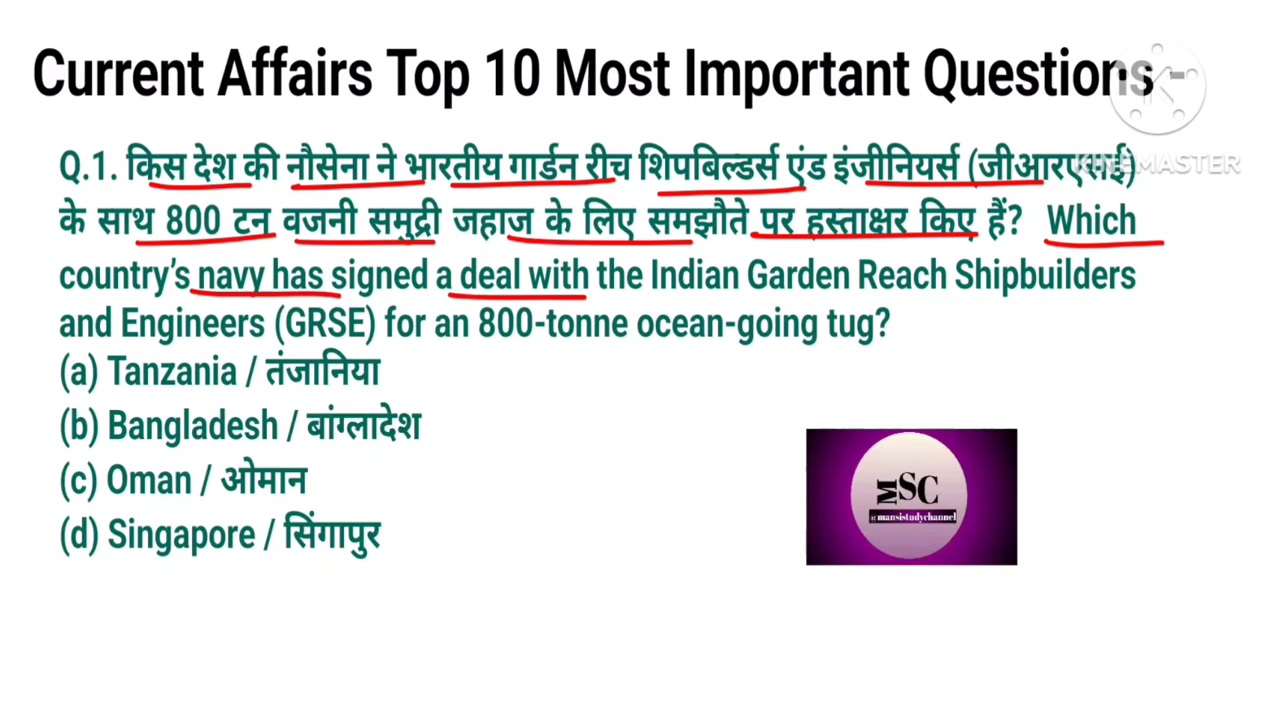 Current Affairs Top 10 Most Important Questions -
KINEMASTER
Q.1. किस देश की नौसेना ने भारतीय गार्डन रीच शिपबिल्डर्स एंड इंजीनियर्स (जीआरएसई)
के साथ 800 टन वजनी समुद्री जहाज के लिए समझौते पर हस्ताक्षर किए हैं? Which
country's navy has signed a deal with the Indian Garden Reach Shipbuilders
and Engineers (GRSE) for an 800-tonne ocean-going tug?
(a) Tanzania / तंजानिया
(b) Bangladesh / बांग्लादेश
(c) Oman / ओमान
(d) Singapore / सिंगापुर
MSC
@mansistudychannel